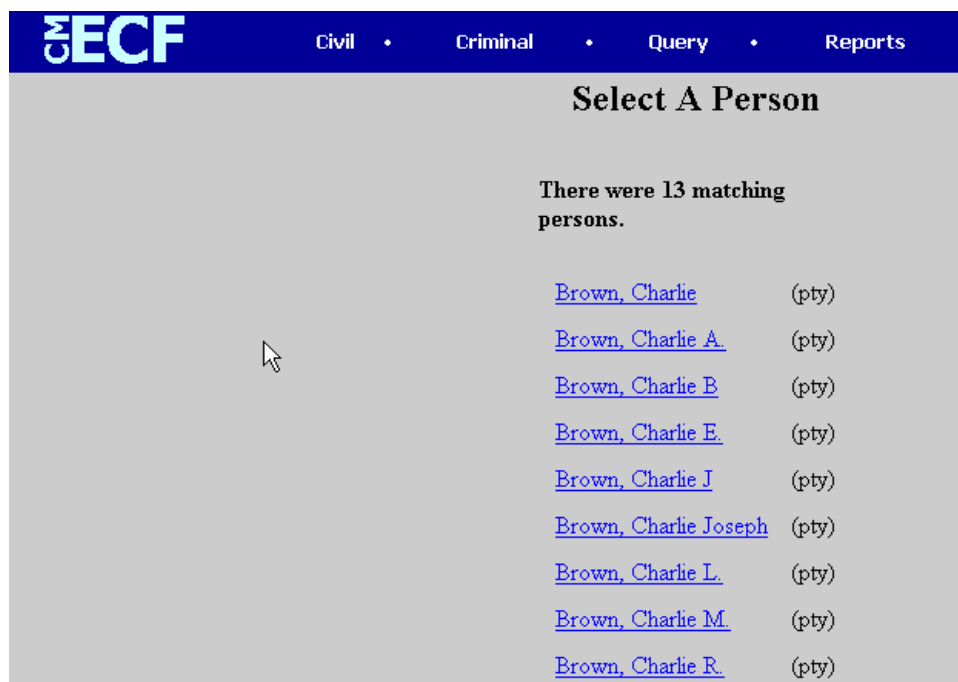 CM ECF Civil • Criminal • Query • Reports
Select A Person
There were 13 matching
persons.
Brown, Charlie (pty)
Brown, Charlie A. (pty)
Brown, Charlie B (pty)
Brown, Charlie E. (pty)
Brown, Charlie J (pty)
Brown, Charlie Joseph (pty)
Brown, Charlie L. (pty)
Brown, Charlie M. (pty)
Brown, Charlie R. (pty)